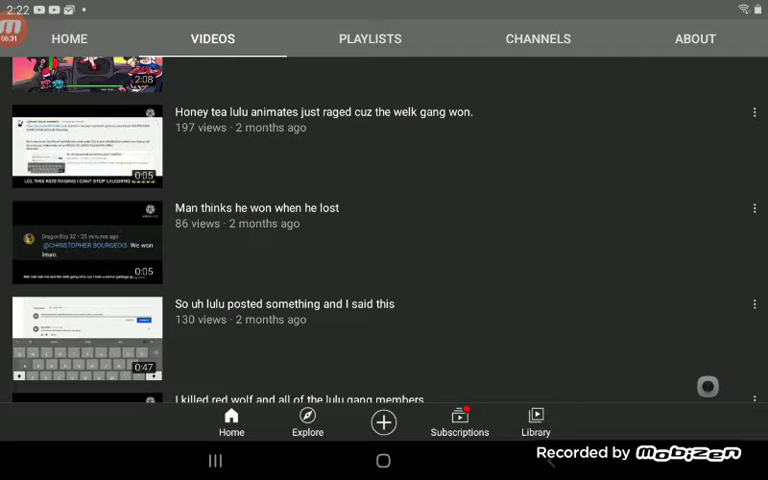 2:22
06:31
HOME
VIDEOS
PLAYLISTS
CHANNELS
ABOUT
2:08
Honey tea lulu animates just raged cuz the welk gang won.
197 views · 2 months ago
LOL THIS KIDS RAGING I CANT STOP LAUGHING
0:05
Man thinks he won when he lost
86 views · 2 months ago
DragonBoy 32 • 25 minutes ago
@CHRISTOPHER BOURGEOIS We won
lmao.
0:05
So uh lulu posted something and I said this
130 views · 2 months ago
0:47
I killed red wolf and all of the lulu gang members
Home
Explore
Subscriptions
Library
Recorded by Mobizen